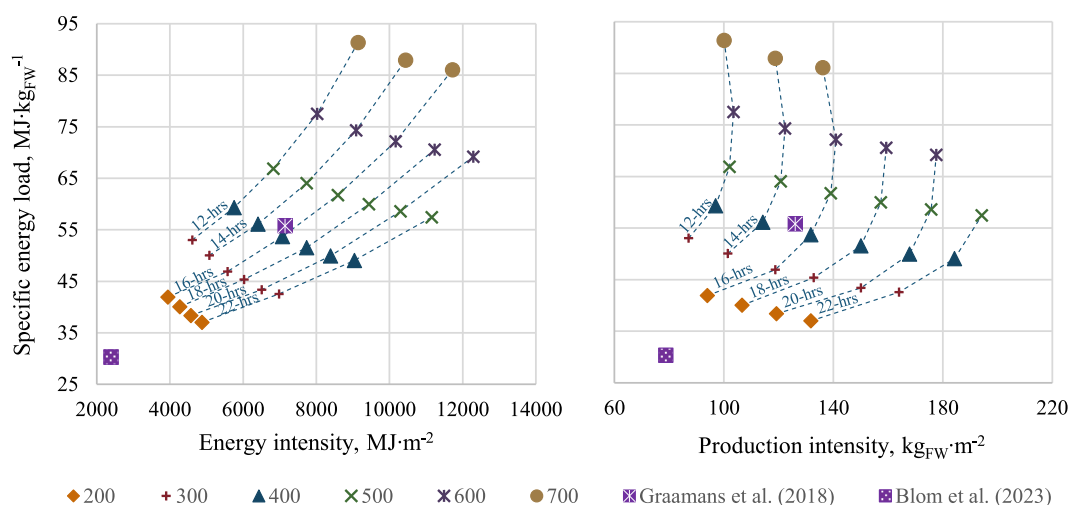 Specific energy load, MJ·kgFW-1
95
85
75
65
55
45
35
25
12-hrs
14-hrs
16-hrs
18-hrs
20-hrs
22-hrs
2000 4000 6000 8000 10000 12000 14000
Energy intensity, MJ·m-2
12-hrs
14-hrs
16-hrs
18-hrs
20-hrs
22-hrs
60 100 140 180 220
Production intensity, kgFW·m-2
200 300 400 500 600 700 Graamans et al. (2018) Blom et al. (2023)